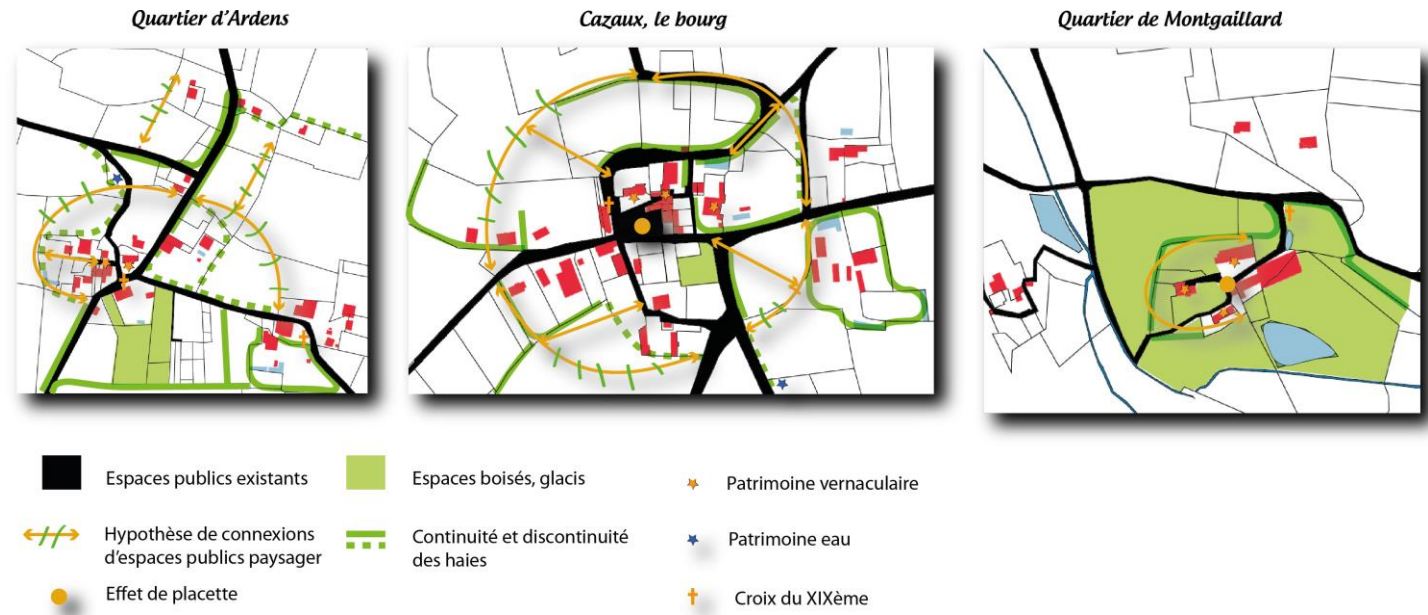 Quartier d'Ardens
Cazaux, le bourg
Quartier de Montgaillard
Espaces publics existants
Espaces boisés, glacis
Patrimoine vernaculaire
Hypothèse de connexions
d'espaces publics paysager
Continuité et discontinuité
des haies
Patrimoine eau
Effet de placette
Croix du XIXème